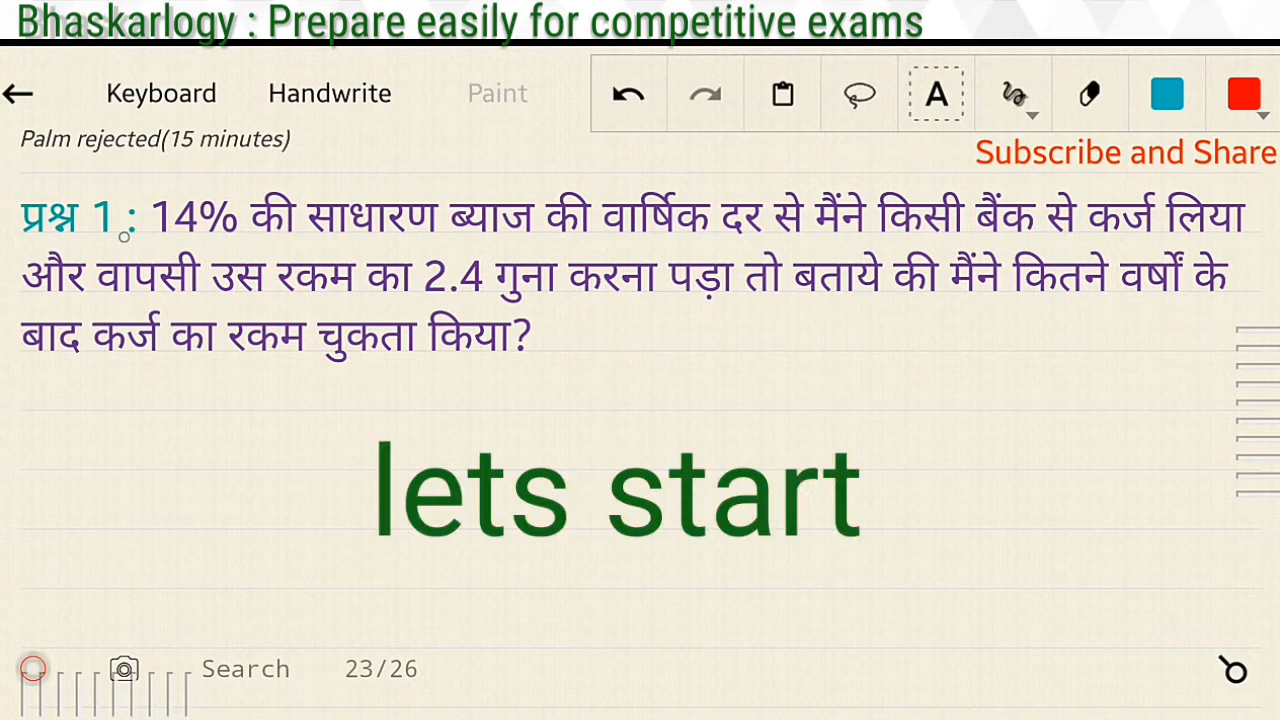 Bhaskarlogy : Prepare easily for competitive exams
Keyboard Handwrite Paint A
Palm rejected(15 minutes)
Subscribe and Share
प्रश्न 1 : 14% की साधारण ब्याज की वार्षिक दर से मैंने किसी बैंक से कर्ज लिया
और वापसी उस रकम का 2.4 गुना करना पड़ा तो बताये की मैंने कितने वर्षों के
बाद कर्ज का रकम चुकता किया?
lets start
Search 23/26